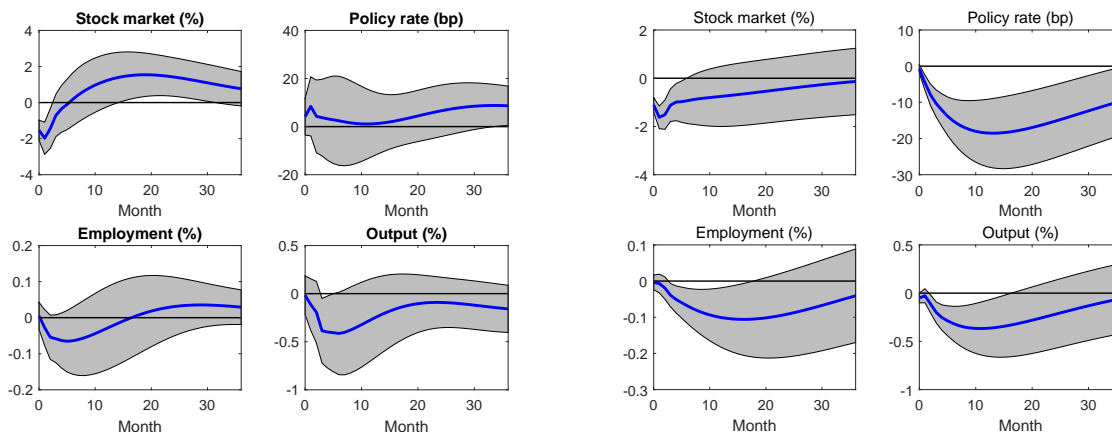 Stock market (%)
4
2
0
-2
-4
0 10 20 30
Month
Policy rate (bp)
40
20
0
-20
0 10 20 30
Month
Stock market (%)
2
0
-2
-4
0 10 20 30
Month
Policy rate (bp)
10
0
-10
-20
-30
0 10 20 30
Month
Employment (%)
0.2
0.1
0
-0.1
-0.2
0 10 20 30
Month
Output (%)
0.5
0
-0.5
-1
0 10 20 30
Month
Employment (%)
0.1
0
-0.1
-0.2
-0.3
0 10 20 30
Month
Output (%)
0.5
0
-0.5
-1
0 10 20 30
Month